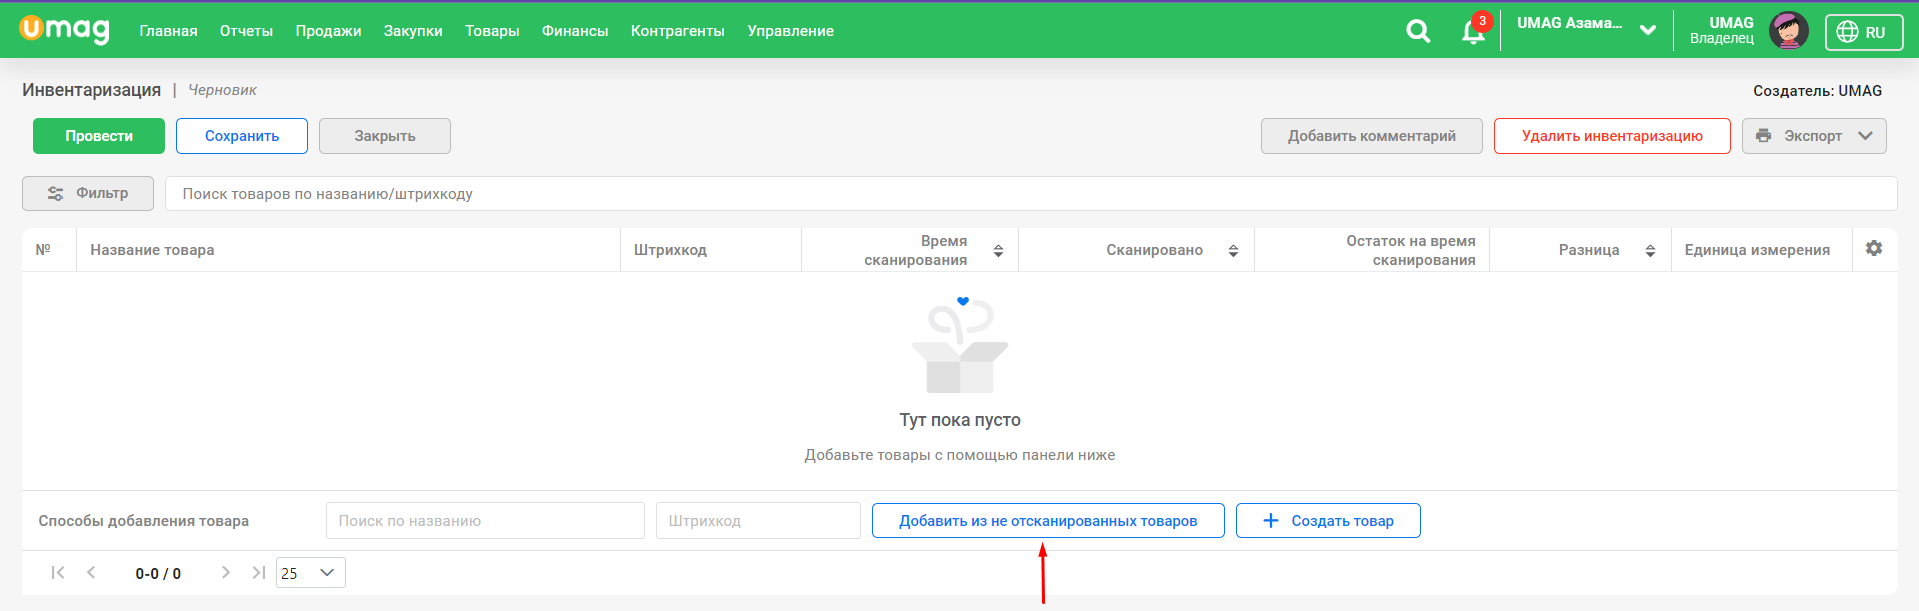 umag
Главная Отчеты Продажи Закупки Товары Финансы Контрагенты Управление
3
UMAG Азама...
UMAG
Владелец
RU
Инвентаризация | Черновик
Создатель: UMAG
Провести Сохранить Закрыть Добавить комментарий Удалить инвентаризацию Экспорт
Фильтр Поиск товаров по названию/штрихкоду
№ Название товара Штрихкод Время сканирования Сканировано Остаток на время сканирования Разница Единица измерения
Тут пока пусто
Добавьте товары с помощью панели ниже
Способы добавления товара Поиск по названию Штрихкод Добавить из не отсканированных товаров + Создать товар
0-0 / 0 25